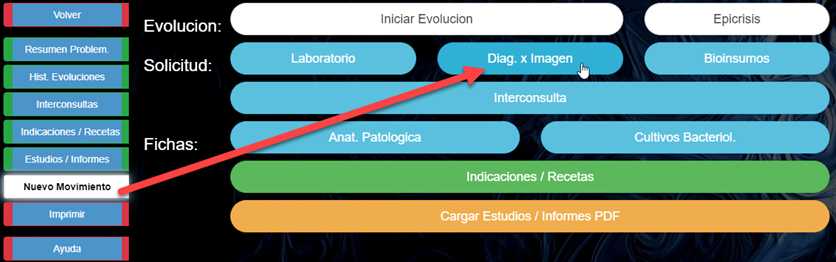 Volver
Resumen Problem.
Hist. Evoluciones
Interconsultas
Indicaciones / Recetas
Estudios / Informes
Nuevo Movimiento
Imprimir
Ayuda
Evolucion:
Iniciar Evolucion
Epicrisis
Solicitud:
Laboratorio
Diag. x Imagen
Bioinsumos
Interconsulta
Fichas:
Anat. Patologica
Cultivos Bacteriol.
Indicaciones / Recetas
Cargar Estudios / Informes PDF